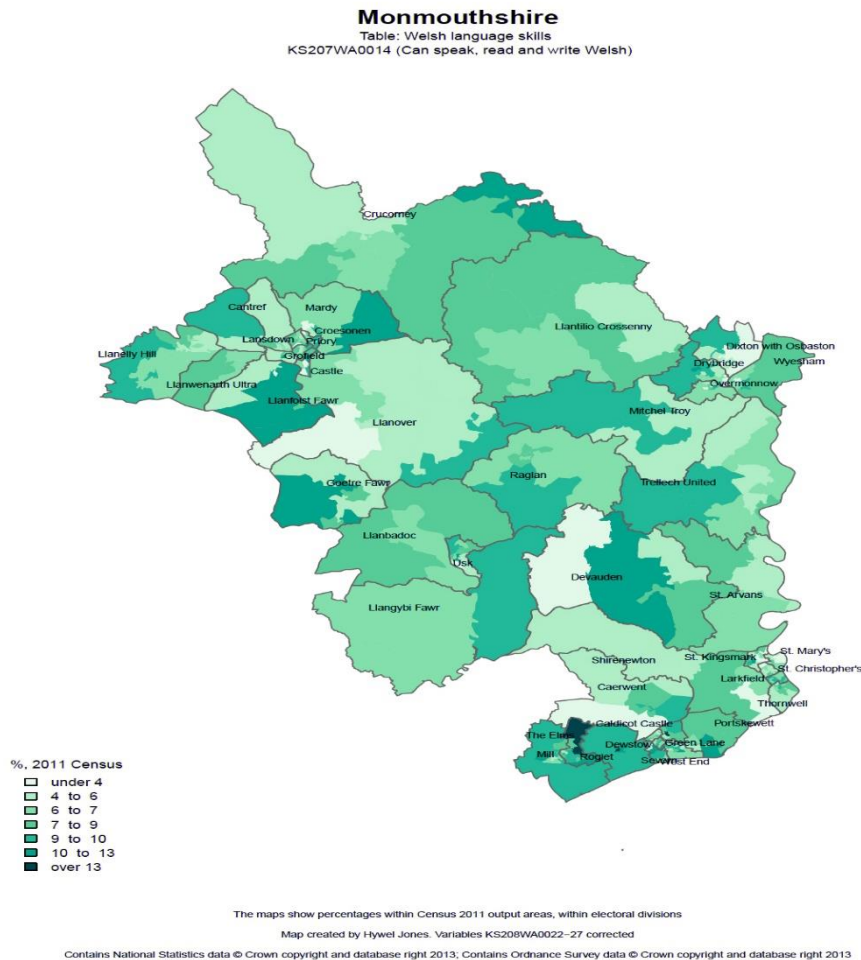 Monmouthshire
Table: Welsh language skills
KS207WA0014 (Can speak, read and write Welsh)
Crucorney
Cantref
Mardy
Llantilio Crossenny
Croesonen
Lansdown
Priory
Dixton with Osbaston
Llanelly Hill
Grofield
Drybridge
Wyesham
Castle
Llanwenarth Ultra
Overmonnow
Llanfoist Fawr
Mitchel Troy
Llanover
Raglan
Goetre Fawr
Trellech United
Llanbadoc
Usk
Devauden
St. Arvans
Llangybi Fawr
St. Mary's
Shirenewton
St. Kingsmark
St. Christopher's
Larkfield
Caerwent
Thornwell
Caldicot Castle
Portskewett
The Elms
Dewstow
Green Lane
Mill
Rogiet
Severn
West End
%, 2011 Census
under 4
4 to 6
6 to 7
7 to 9
9 to 10
10 to 13
over 13
The maps show percentages within Census 2011 output areas, within electoral divisions
Map created by Hywel Jones. Variables KS208WA0022-27 corrected
Contains National Statistics data © Crown copyright and database right 2013; Contains Ordnance Survey data © Crown copyright and database right 2013